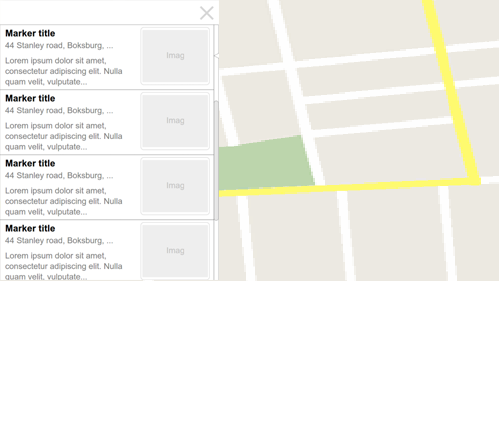 Marker title
44 Stanley road, Boksburg, ...
Lorem ipsum dolor sit amet,
consectetur adipiscing elit. Nulla
quam velit, vulputate...
Imag
Marker title
44 Stanley road, Boksburg, ...
Lorem ipsum dolor sit amet,
consectetur adipiscing elit. Nulla
quam velit, vulputate...
Imag
Marker title
44 Stanley road, Boksburg, ...
Lorem ipsum dolor sit amet,
consectetur adipiscing elit. Nulla
quam velit, vulputate...
Imag
Marker title
44 Stanley road, Boksburg, ...
Lorem ipsum dolor sit amet,
consectetur adipiscing elit. Nulla
quam velit, vulputate...
Imag